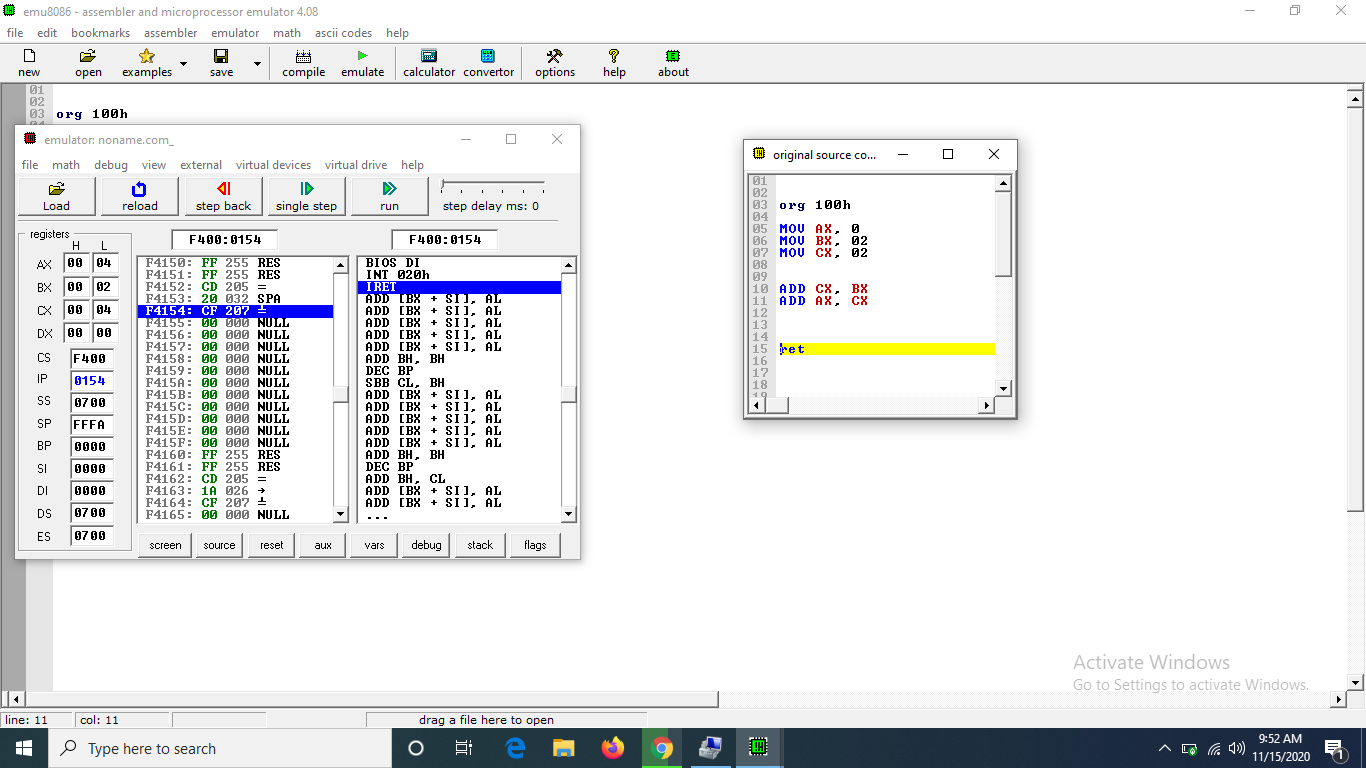 emu8086 - assembler and microprocessor emulator 4.08
file edit bookmarks assembler emulator math ascii codes help
new open examples save compile emulate calculator convertor options help about
01
02
03 org 100h
emulator: noname.com_
file math debug view external virtual devices virtual drive help
Load reload step back single step run step delay ms: 0
registers
H L
AX 00 04
BX 00 02
CX 00 04
DX 00 00
CS F400
IP 0154
SS 0700
SP FFFA
BP 0000
SI 0000
DI 0000
DS 0700
ES 0700
F400:0154
F4150: FF 255 RES
F4151: FF 255 RES
F4152: CD 205 =
F4153: 20 032 SPA
F4154: CF 207 ╧
F4155: 00 000 NULL
F4156: 00 000 NULL
F4157: 00 000 NULL
F4158: 00 000 NULL
F4159: 00 000 NULL
F415A: 00 000 NULL
F415B: 00 000 NULL
F415C: 00 000 NULL
F415D: 00 000 NULL
F415E: 00 000 NULL
F415F: 00 000 NULL
F4160: FF 255 RES
F4161: FF 255 RES
F4162: CD 205 =
F4163: 1A 026 →
F4164: CF 207 ╧
F4165: 00 000 NULL
F400:0154
BIOS DI
INT 020h
IRET
ADD [BX + SI], AL
ADD [BX + SI], AL
ADD [BX + SI], AL
ADD [BX + SI], AL
ADD [BX + SI], AL
ADD BH, BH
DEC BP
SBB CL, BH
ADD [BX + SI], AL
ADD [BX + SI], AL
ADD [BX + SI], AL
ADD [BX + SI], AL
ADD [BX + SI], AL
ADD BH, BH
DEC BP
ADD BH, CL
ADD [BX + SI], AL
ADD [BX + SI], AL
...
screen source reset aux vars debug stack flags
original source co...
01
02
03 org 100h
04
05 MOV AX, 0
06 MOV BX, 02
07 MOV CX, 02
08
09
10 ADD CX, BX
11 ADD AX, CX
12
13
14
15 ret
16
17
18
19
Activate Windows
Go to Settings to activate Windows.
line: 11 col: 11 drag a file here to open
Type here to search
9:52 AM
11/15/2020
1